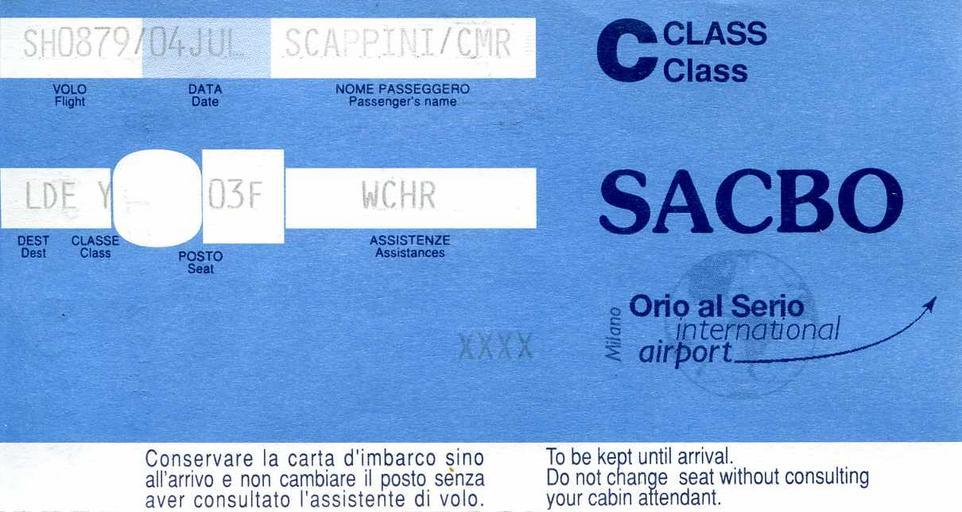 SH0879/04JUL SCAPPINI/CMR
VOLO DATA NOME PASSEGGERO
Flight Date Passenger's name
C CLASS
Class
LDE Y 03F WCHR
DEST CLASSE ASSISTENZE
Dest Class Assistances
POSTO
Seat
SACBO
Milano
Orio al Serio
international
airport
XXXX
Conservare la carta d'imbarco sino
all'arrivo e non cambiare il posto senza
aver consultato l'assistente di volo.
To be kept until arrival.
Do not change seat without consulting
your cabin attendant.